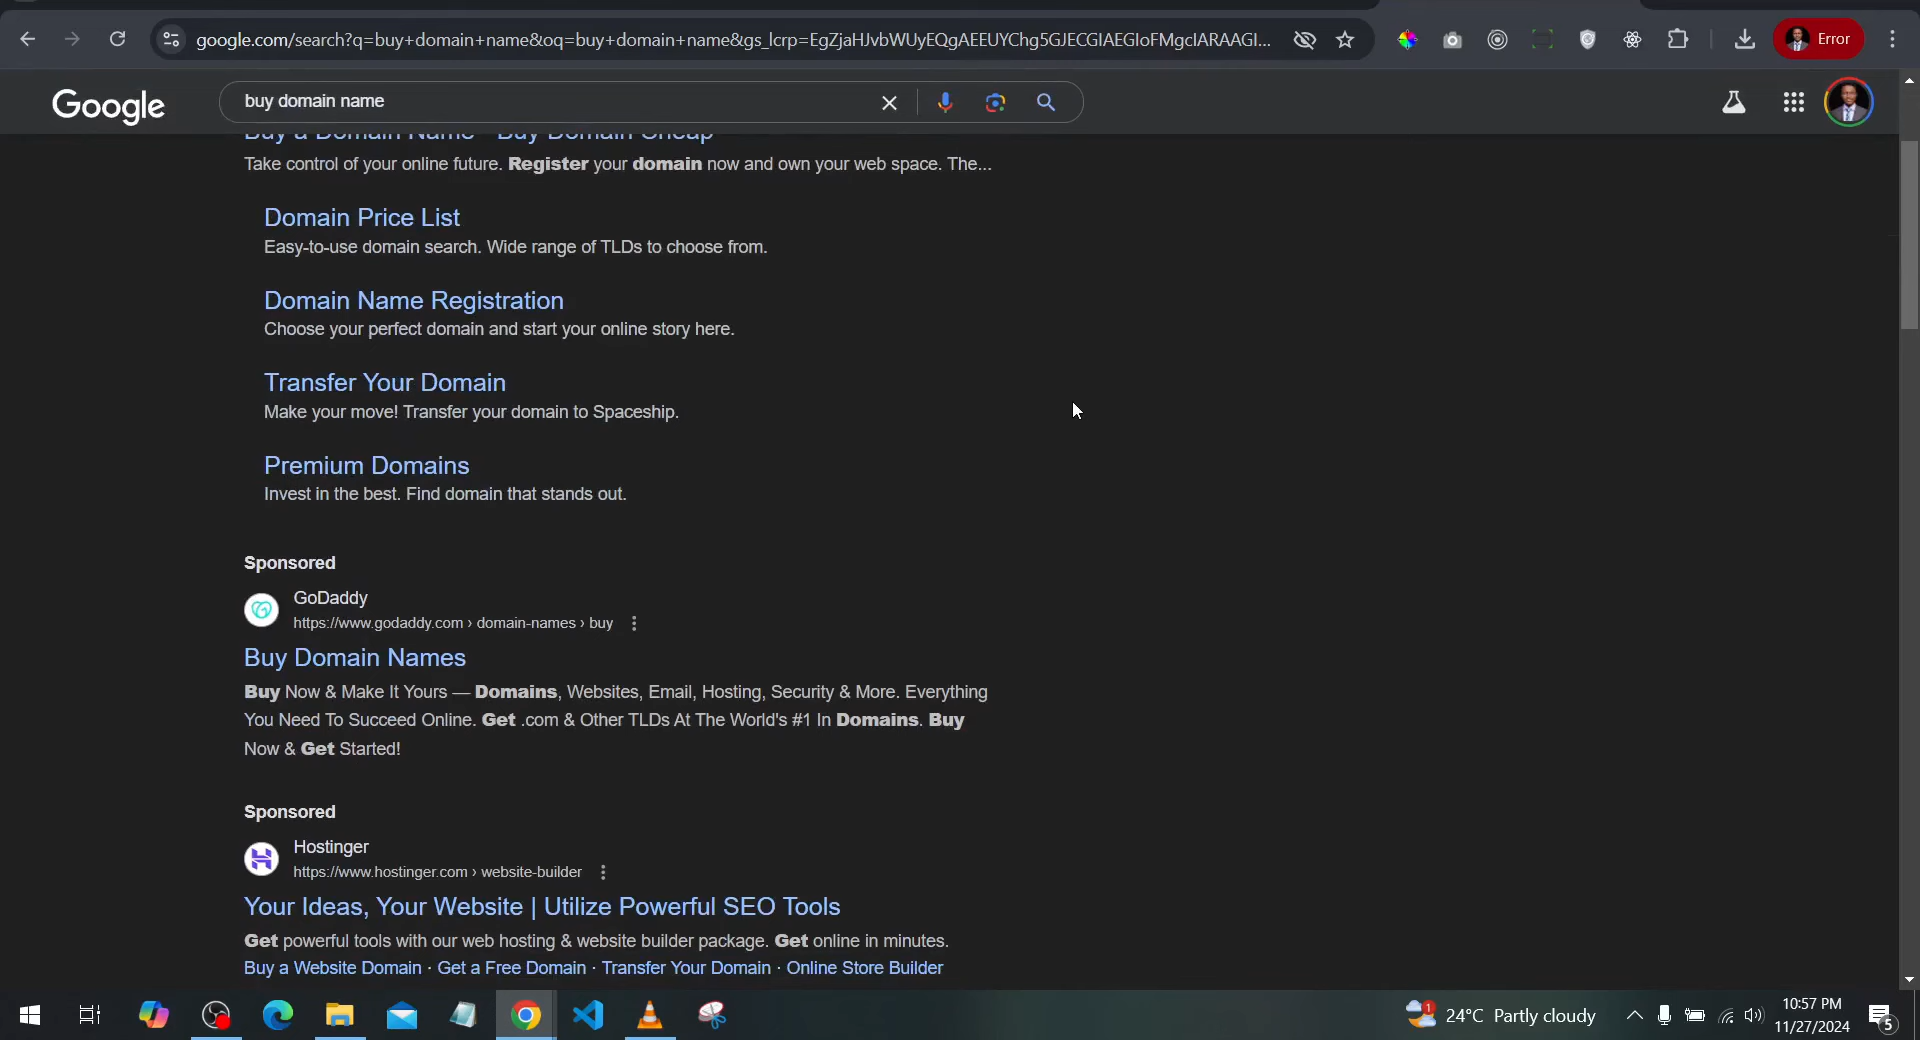 google.com/search?q=buy+domain+name&oq=buy+domain+name&gs_lcrp=EgZjaHJvbWUyEQgAEEUYChg5GJECGIAEGIoFMgcIARAAGI...
Error
Google
buy domain name
Buy a Domain Name - Buy Domain Cheap
Take control of your online future. Register your domain now and own your web space. The...
Domain Price List
Easy-to-use domain search. Wide range of TLDs to choose from.
Domain Name Registration
Choose your perfect domain and start your online story here.
Transfer Your Domain
Make your move! Transfer your domain to Spaceship.
Premium Domains
Invest in the best. Find domain that stands out.
Sponsored
GoDaddy
https://www.godaddy.com › domain-names › buy
Buy Domain Names
Buy Now & Make It Yours — Domains, Websites, Email, Hosting, Security & More. Everything
You Need To Succeed Online. Get .com & Other TLDs At The World's #1 In Domains. Buy
Now & Get Started!
Sponsored
Hostinger
https://www.hostinger.com › website-builder
Your Ideas, Your Website | Utilize Powerful SEO Tools
Get powerful tools with our web hosting & website builder package. Get online in minutes.
Buy a Website Domain · Get a Free Domain · Transfer Your Domain · Online Store Builder
1
24°C Partly cloudy
10:57 PM
11/27/2024
5